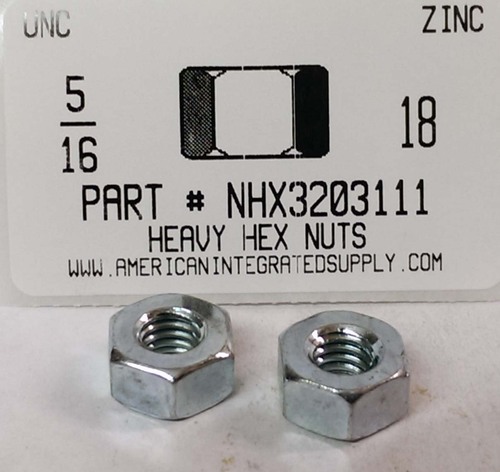 UNC ZINC
5
16
18
PART # NHX3203111
HEAVY HEX NUTS
WWW.AMERICANINTEGRATEDSUPPLY.COM